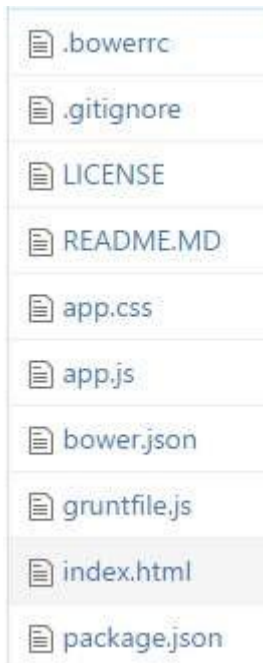 .bowerrc
.gitignore
LICENSE
README.MD
app.css
app.js
bower.json
gruntfile.js
index.html
package.json